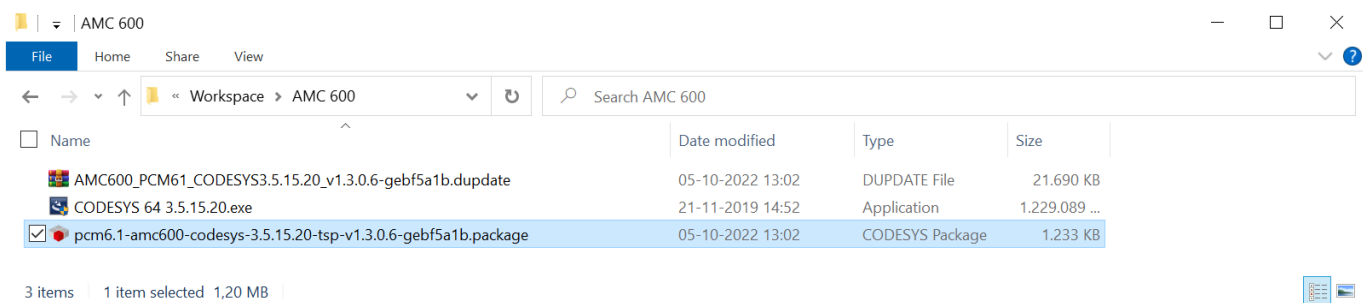 AMC 600
File Home Share View
« Workspace > AMC 600 Search AMC 600
Name Date modified Type Size
AMC600_PCM61_CODESYS3.5.15.20_v1.3.0.6-gebf5a1b.dupdate 05-10-2022 13:02 DUPDATE File 21.690 KB
CODESYS 64 3.5.15.20.exe 21-11-2019 14:52 Application 1.229.089 ...
pcm6.1-amc600-codesys-3.5.15.20-tsp-v1.3.0.6-gebf5a1b.package 05-10-2022 13:02 CODESYS Package 1.233 KB
3 items 1 item selected 1,20 MB